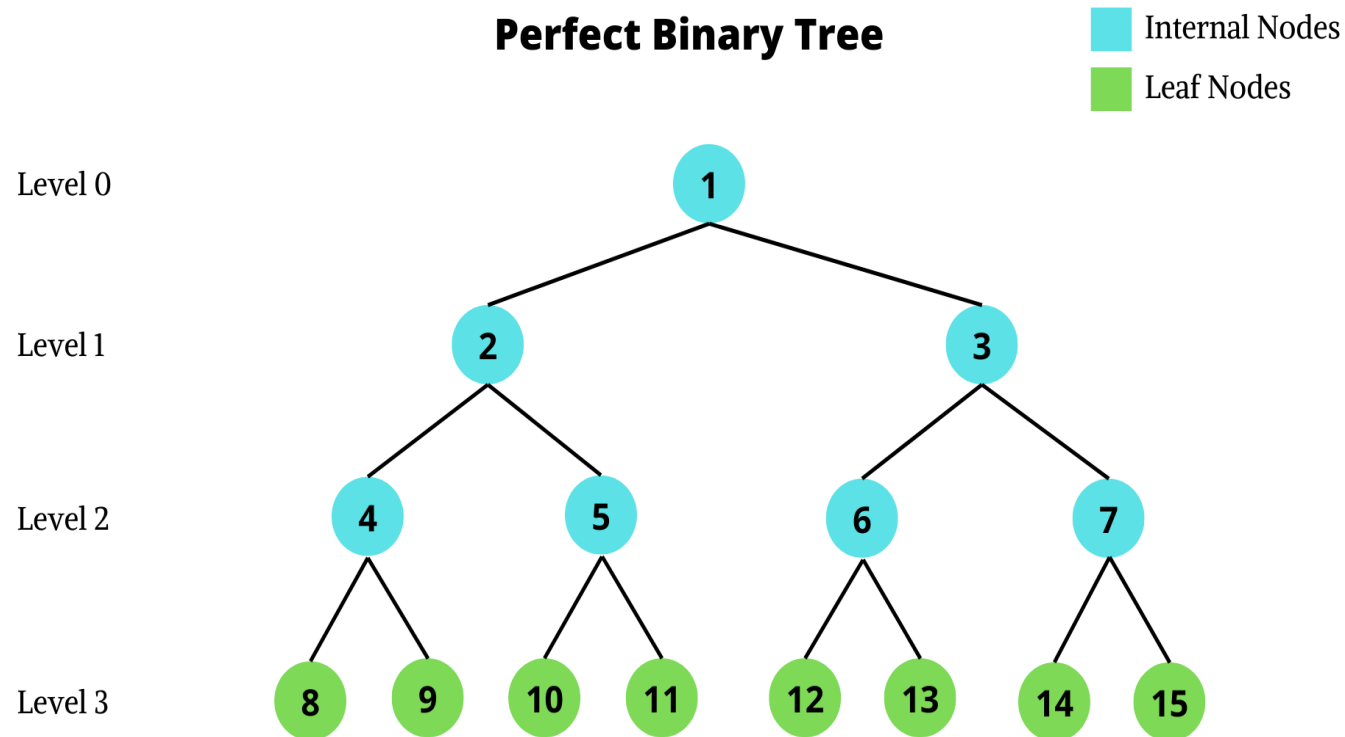 Perfect Binary Tree
Internal Nodes
Leaf Nodes
Level 0
1
Level 1
2
3
Level 2
4
5
6
7
Level 3
8
9
10
11
12
13
14
15